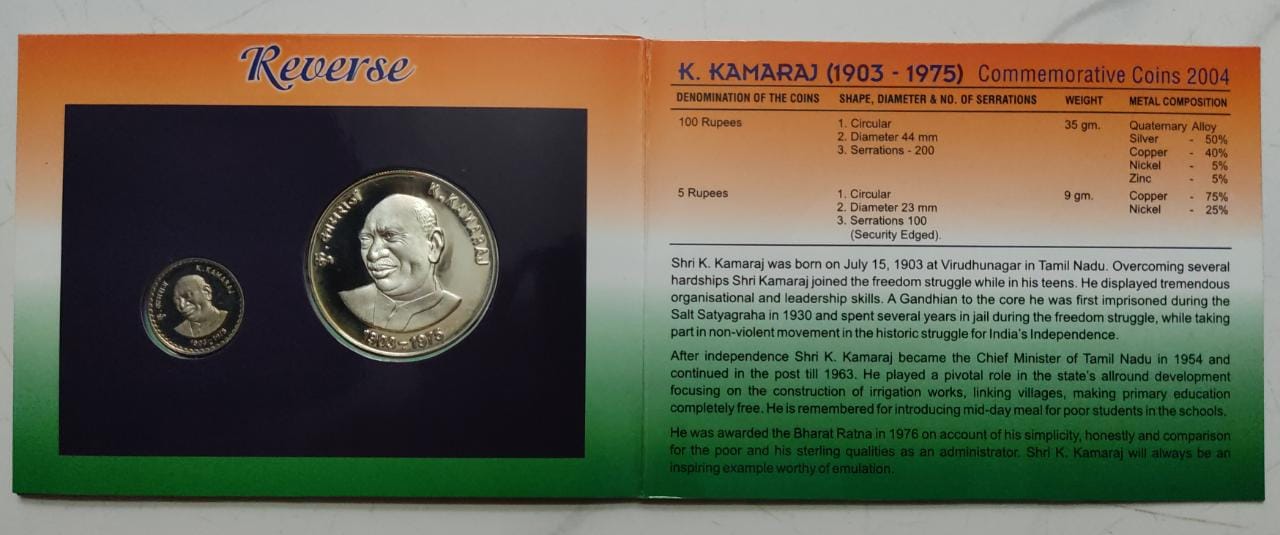 Reverse
कु. कामराज
K. KAMARAJ
1903-1975
कु. कामराज
K. KAMARAJ
1903-1975
K. KAMARAJ (1903 - 1975) Commemorative Coins 2004
DENOMINATION OF THE COINS SHAPE, DIAMETER & NO. OF SERRATIONS WEIGHT METAL COMPOSITION
100 Rupees 1. Circular 35 gm. Quaternary Alloy
2. Diameter 44 mm Silver - 50%
3. Serrations - 200 Copper - 40%
Nickel - 5%
Zinc - 5%
5 Rupees 1. Circular 9 gm. Copper - 75%
2. Diameter 23 mm Nickel - 25%
3. Serrations 100
(Security Edged).
Shri K. Kamaraj was born on July 15, 1903 at Virudhunagar in Tamil Nadu. Overcoming several
hardships Shri Kamaraj joined the freedom struggle while in his teens. He displayed tremendous
organisational and leadership skills. A Gandhian to the core he was first imprisoned during the
Salt Satyagraha in 1930 and spent several years in jail during the freedom struggle, while taking
part in non-violent movement in the historic struggle for India's Independence.
After independence Shri K. Kamaraj became the Chief Minister of Tamil Nadu in 1954 and
continued in the post till 1963. He played a pivotal role in the state's allround development
focusing on the construction of irrigation works, linking villages, making primary education
completely free. He is remembered for introducing mid-day meal for poor students in the schools.
He was awarded the Bharat Ratna in 1976 on account of his simplicity, honestly and comparison
for the poor and his sterling qualities as an administrator. Shri K. Kamaraj will always be an
inspiring example worthy of emulation.